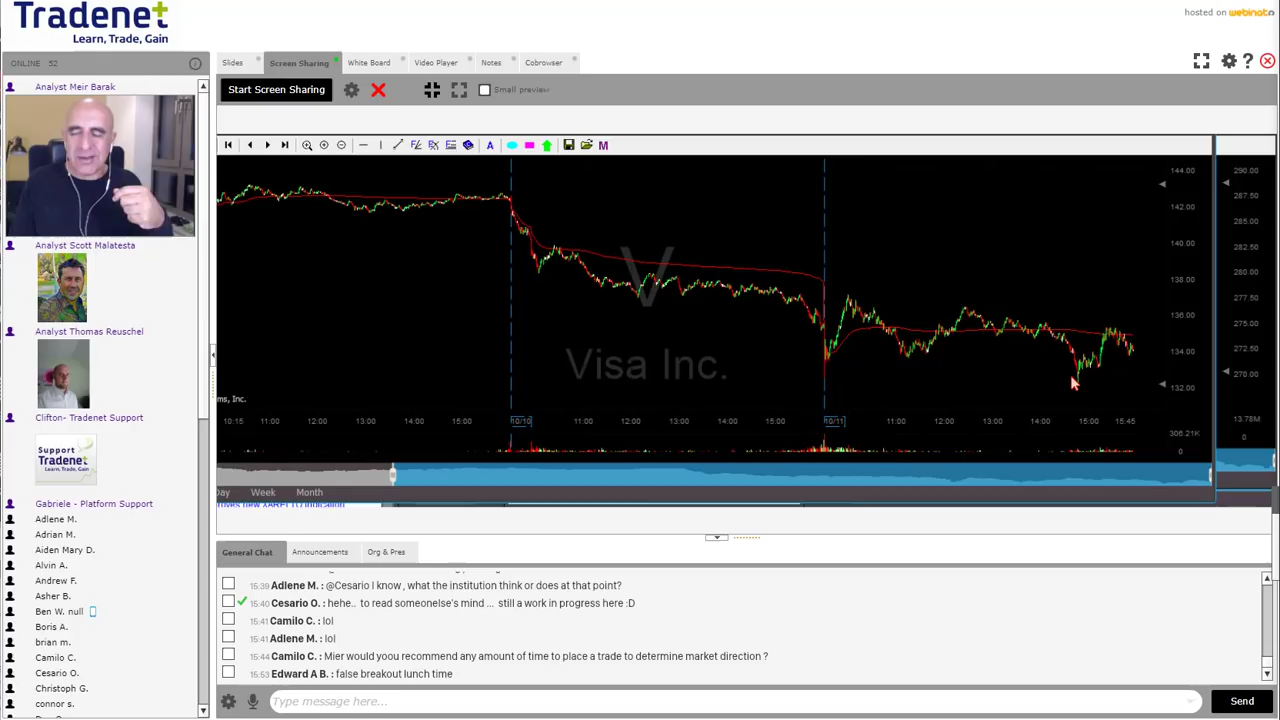 Tradenet
Learn, Trade, Gain
hosted on webinato
ONLINE 52
Analyst Meir Barak
Analyst Scott Malatesta
Analyst Thomas Reuschel
Clifton- Tradenet Support
Support
Tradenet
Learn, Trade, Gain
Gabriele - Platform Support
Adlene M.
Adrian M.
Aiden Mary D.
Alvin A.
Andrew F.
Asher B.
Ben W. null
Boris A.
brian m.
Camilo C.
Cesario O.
Christoph G.
connor s.
Slides
Screen Sharing
White Board
Video Player
Notes
Cobrowser
Start Screen Sharing
Small preview
A
M
V
Visa Inc.
144.00
142.00
140.00
138.00
136.00
134.00
132.00
290.00
287.50
285.00
282.50
280.00
277.50
275.00
272.50
270.00
13.78M
0
306.21K
0
ms, Inc.
10:15 11:00 12:00 13:00 14:00 15:00 10/10 11:00 12:00 13:00 14:00 15:00 10/11 11:00 12:00 13:00 14:00 15:00 15:45
Day Week Month
General Chat
Announcements
Org & Pres
15:39 Adlene M. : @Cesario I know , what the institution think or does at that point?
15:40 Cesario O. : hehe.. to read someonelse's mind ... still a work in progress here :D
15:41 Camilo C. : lol
15:41 Adlene M. : lol
15:44 Camilo C. : Mier would yoou recommend any amount of time to place a trade to determine market direction ?
15:53 Edward A B. : false breakout lunch time
Type message here...
Send